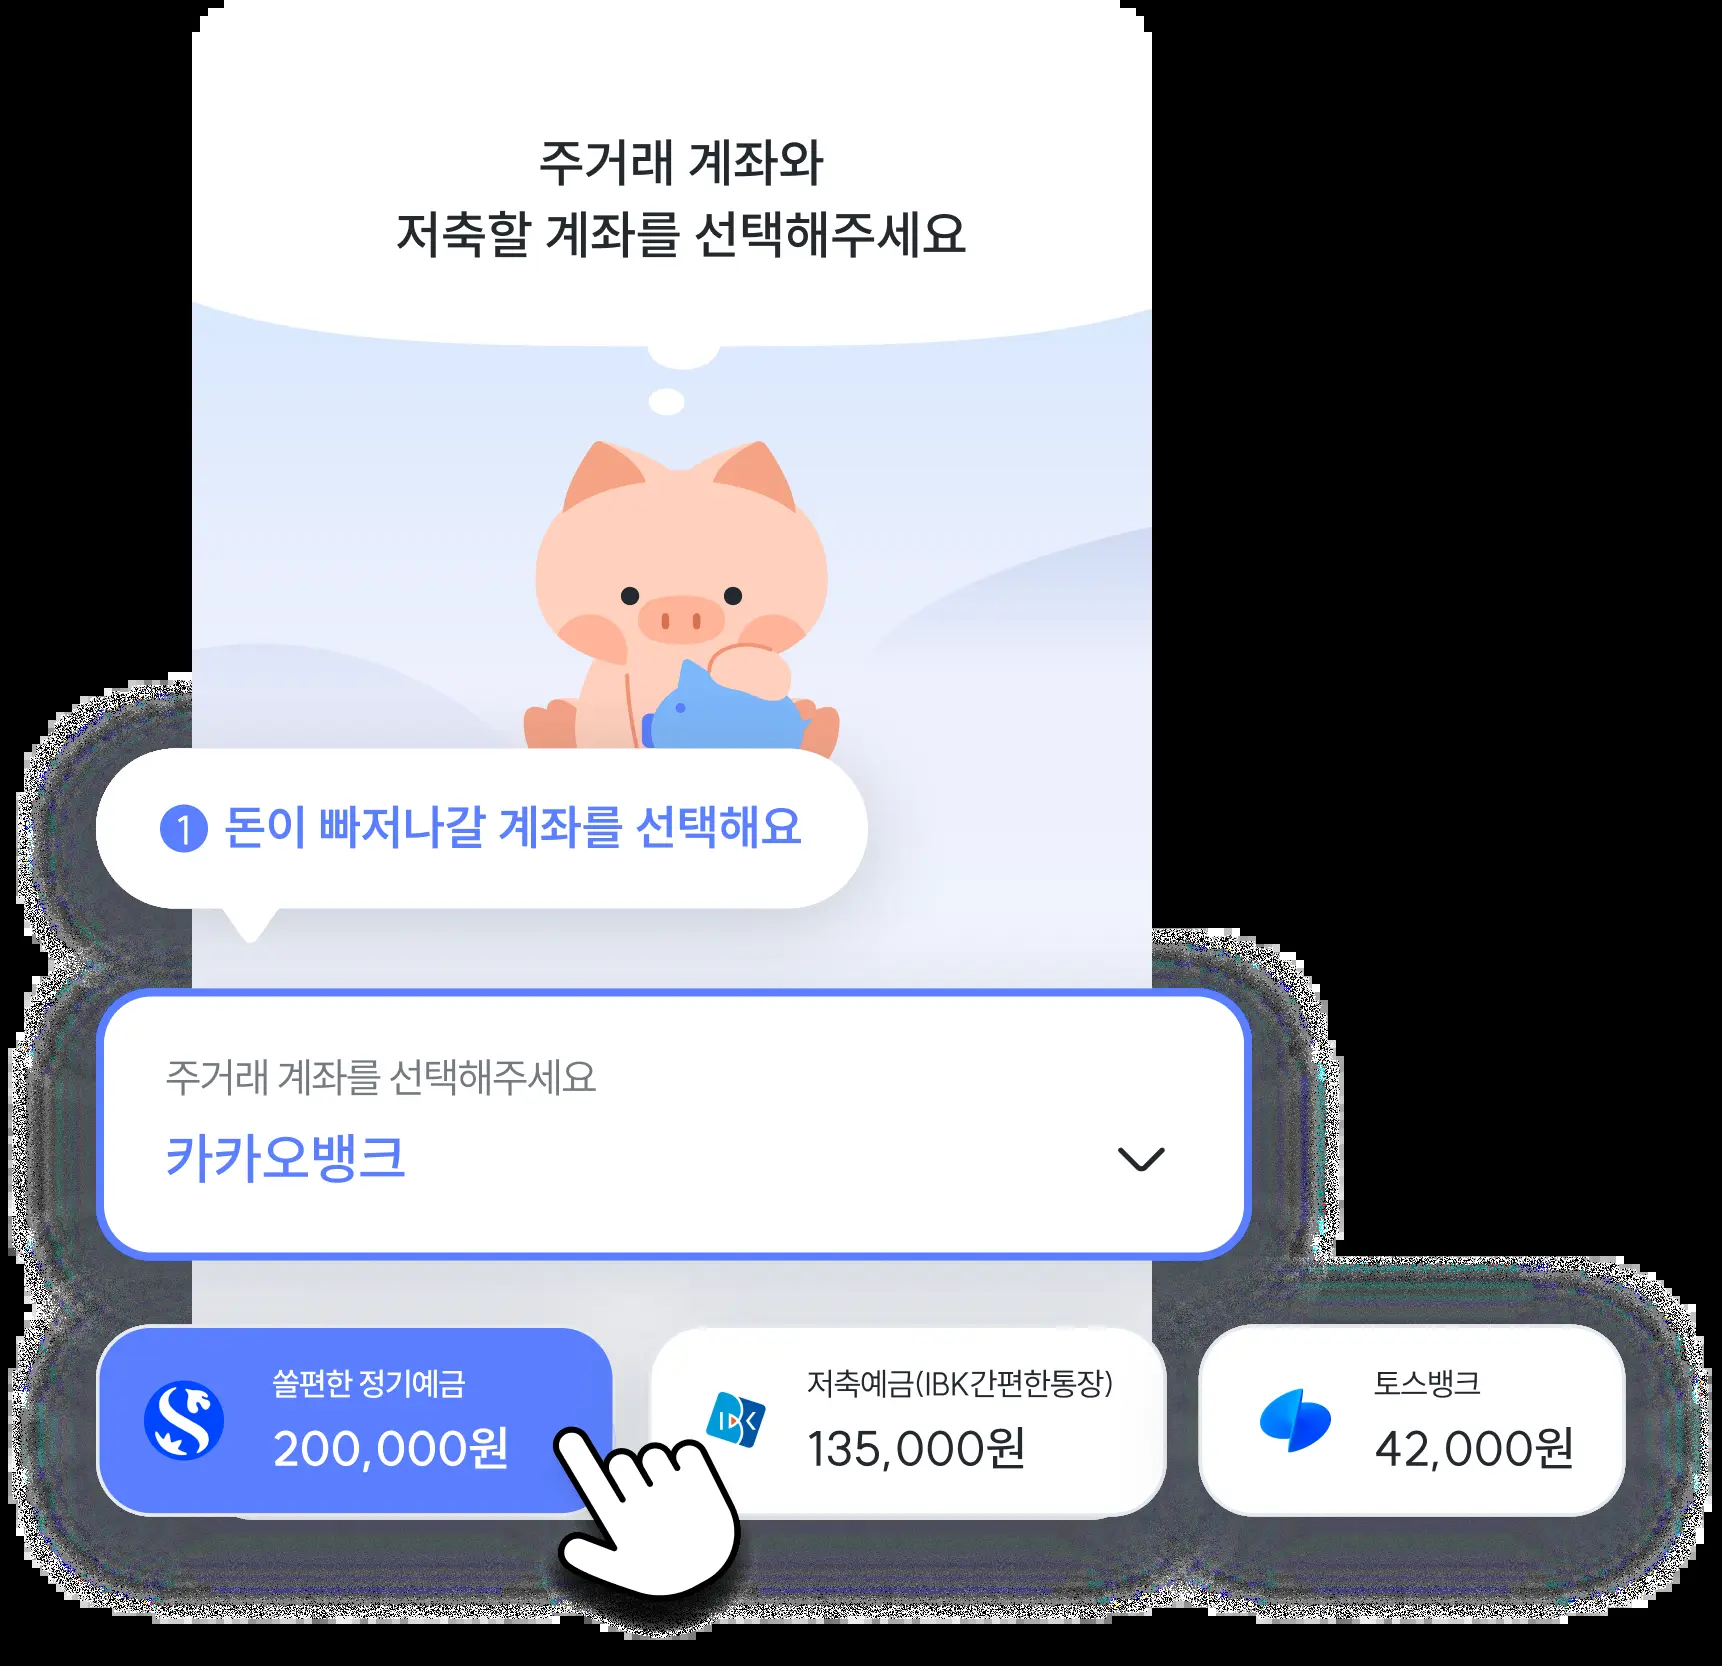 주거래 계좌와
저축할 계좌를 선택해주세요
1 돈이 빠저나갈 계좌를 선택해요
주거래 계좌를 선택해주세요
카카오뱅크
쏠편한 정기예금
200,000원
IBK
저축예금(IBK간편한통장)
135,000원
토스뱅크
42,000원